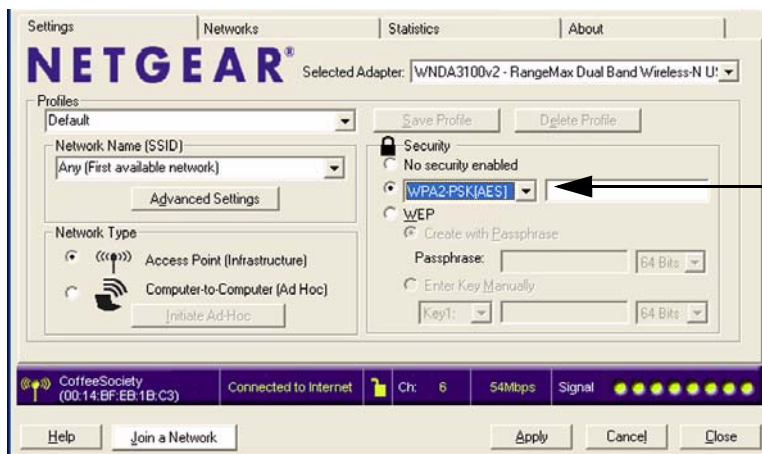 Settings Networks Statistics About
NETGEAR® Selected Adapter: WNDA3100v2 - RangeMax Dual Band Wireless-N U
Profiles
Default Save Profile Delete Profile
Network Name (SSID) Security
Any (First available network) No security enabled
Advanced Settings WPA2-PSK[AES]
WEP
Network Type Create with Passphrase
Access Point (Infrastructure) Passphrase: 64 Bits
Computer-to-Computer (Ad Hoc) Enter Key Manually
Initiate Ad-Hoc Key1: 64 Bits
CoffeeSociety
(00:14:BF:EB:1B:C3) Connected to Internet Ch: 6 54Mbps Signal
Help Join a Network Apply Cancel Close